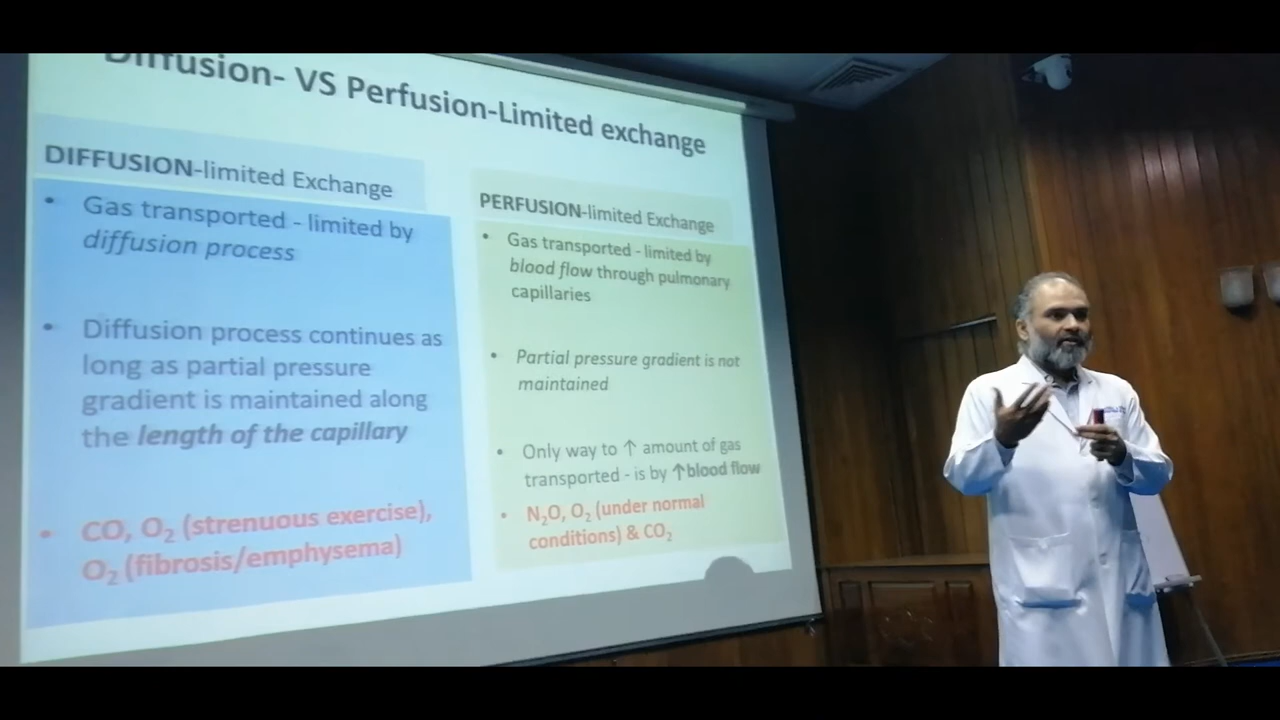 Diffusion- VS Perfusion-Limited exchange
DIFFUSION-limited Exchange
• Gas transported - limited by
diffusion process
• Diffusion process continues as
long as partial pressure
gradient is maintained along
the length of the capillary
• CO, O₂ (strenuous exercise),
O₂ (fibrosis/emphysema)
PERFUSION-limited Exchange
• Gas transported - limited by
blood flow through pulmonary
capillaries
• Partial pressure gradient is not
maintained
• Only way to ↑ amount of gas
transported - is by ↑blood flow
• N₂O, O₂ (under normal
conditions) & CO₂